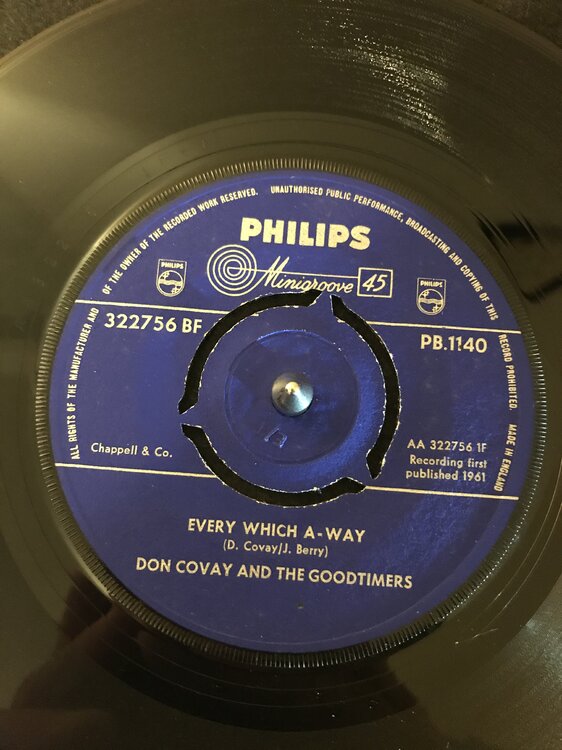 ALL RIGHTS OF THE MANUFACTURER AND OF THE OWNER OF THE RECORDED WORK RESERVED. UNAUTHORISED PUBLIC PERFORMANCE, BROADCASTING AND COPYING OF THIS RECORD PROHIBITED. MADE IN ENGLAND
PHILIPS
Minigroove 45
PHILIPS
PHILIPS
322756 BF
PB.1140
Chappell & Co.
A
AA 322756 1F
Recording first
published 1961
EVERY WHICH A-WAY
(D. Covay/J. Berry)
DON COVAY AND THE GOODTIMERS